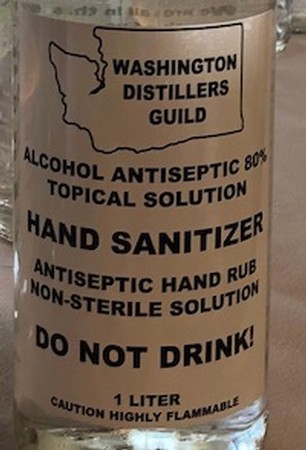 WASHINGTON
DISTILLERS
GUILD
ALCOHOL ANTISEPTIC 80%
TOPICAL SOLUTION
HAND SANITIZER
ANTISEPTIC HAND RUB
NON-STERILE SOLUTION
DO NOT DRINK!
1 LITER
CAUTION HIGHLY FLAMMABLE